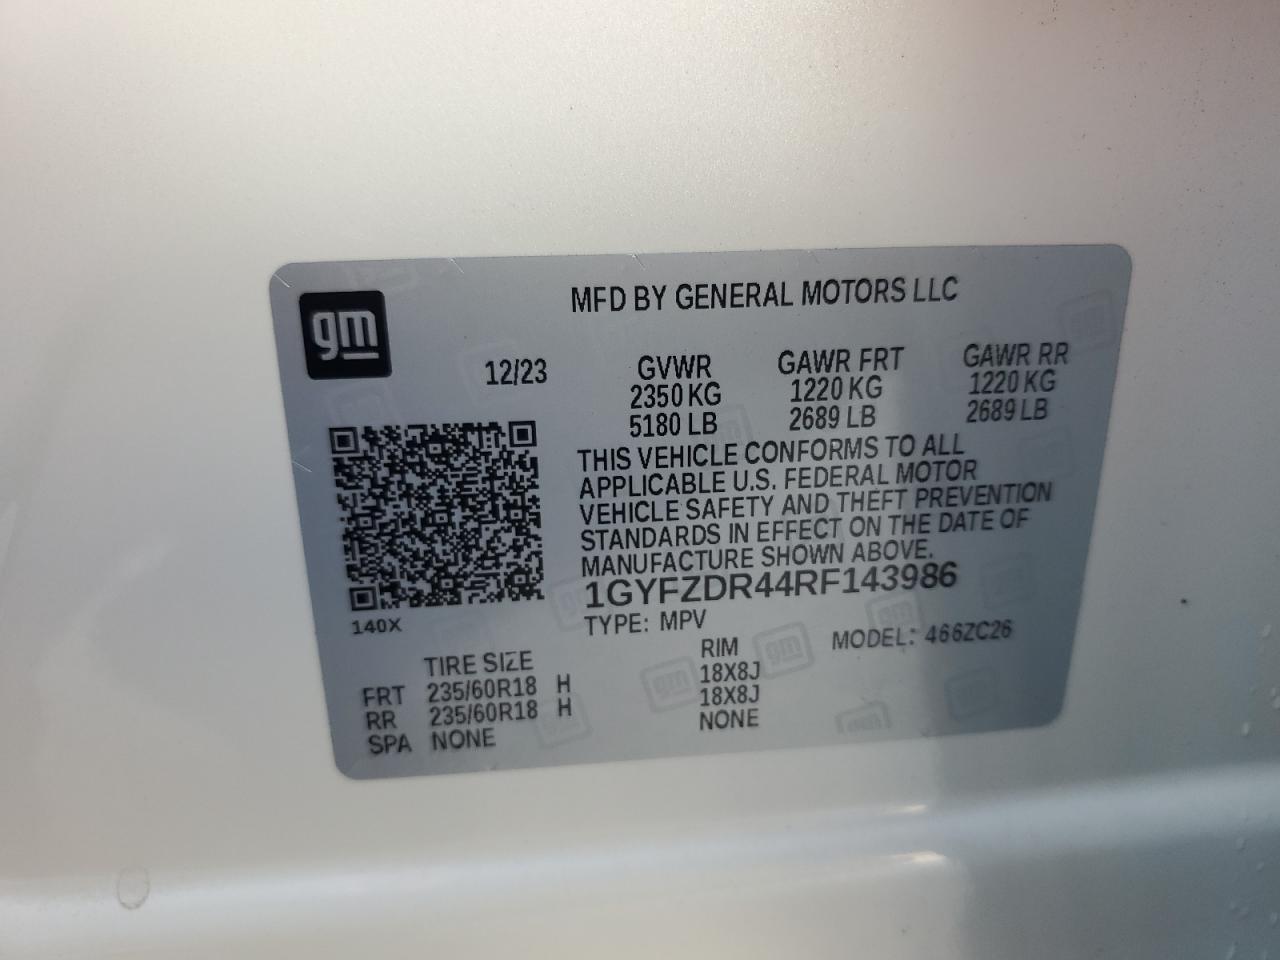 gm
MFD BY GENERAL MOTORS LLC
12/23
GVWR GAWR FRT GAWR RR
2350 KG 1220 KG 1220 KG
5180 LB 2689 LB 2689 LB
THIS VEHICLE CONFORMS TO ALL
APPLICABLE U.S. FEDERAL MOTOR
VEHICLE SAFETY AND THEFT PREVENTION
STANDARDS IN EFFECT ON THE DATE OF
MANUFACTURE SHOWN ABOVE.
1GYFZDR44RF143986
140X
TYPE: MPV MODEL: 466ZC26
TIRE SIZE RIM
FRT 235/60R18 H 18X8J
RR 235/60R18 H 18X8J
SPA NONE NONE